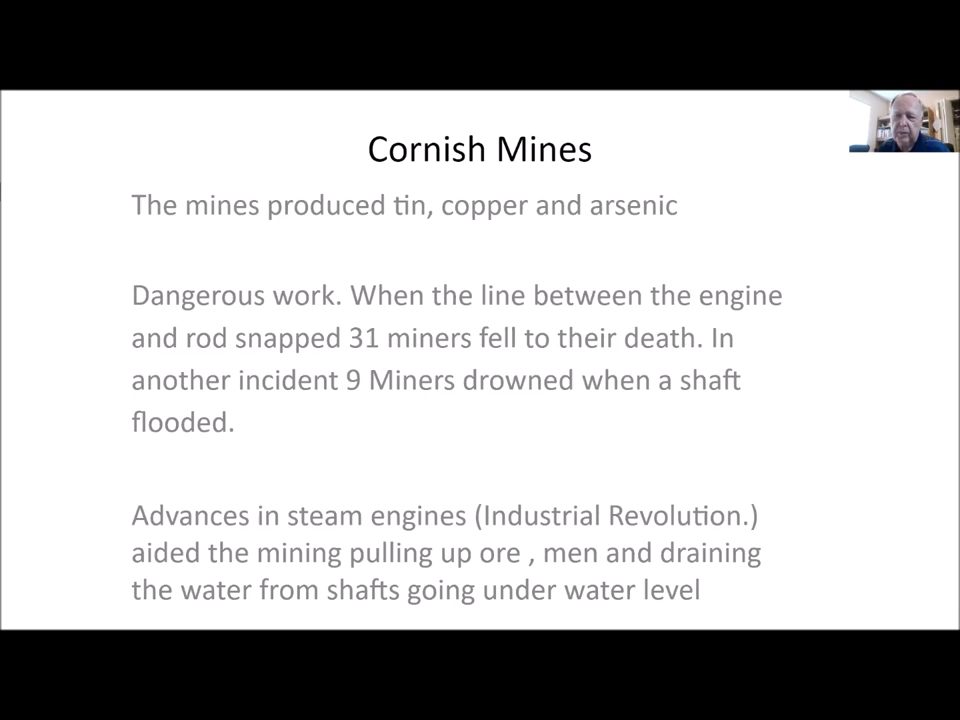 Cornish Mines
The mines produced tin, copper and arsenic
Dangerous work. When the line between the engine
and rod snapped 31 miners fell to their death. In
another incident 9 Miners drowned when a shaft
flooded.
Advances in steam engines (Industrial Revolution.)
aided the mining pulling up ore , men and draining
the water from shafts going under water level